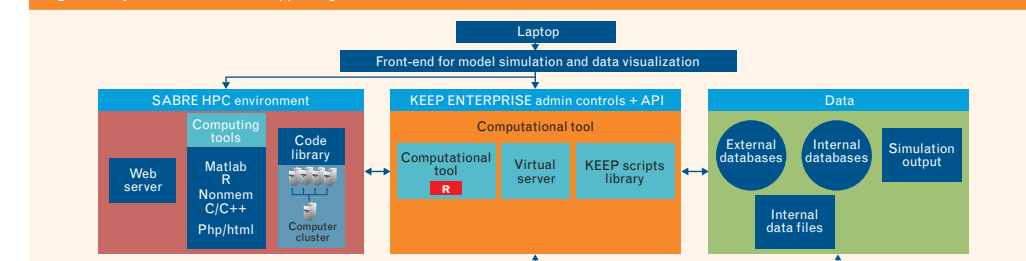 Laptop
Front-end for model simulation and data visualization
SABRE HPC environment
Web
server
Computing
tools
Matlab
R
Nonmem
C/C++
Php/html
Code
library
Computer
cluster
KEEP ENTERPRISE admin controls + API
Computational tool
Computational
tool
R
Virtual
server
KEEP scripts
library
Data
External
databases
Internal
databases
Simulation
output
Internal
data files